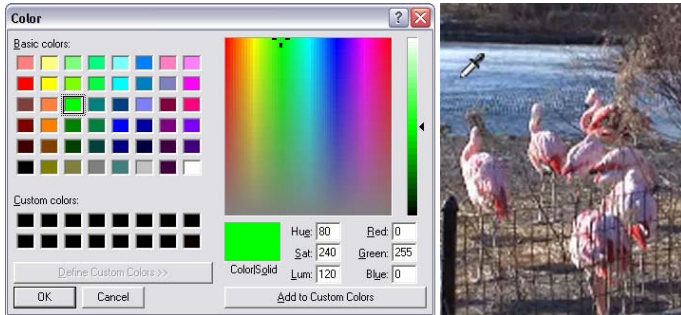 Color
Basic colors:
Custom colors:
Define Custom Colors >>
OK
Cancel
Color|Solid
Hue: 80
Sat: 240
Lum: 120
Red: 0
Green: 255
Blue: 0
Add to Custom Colors